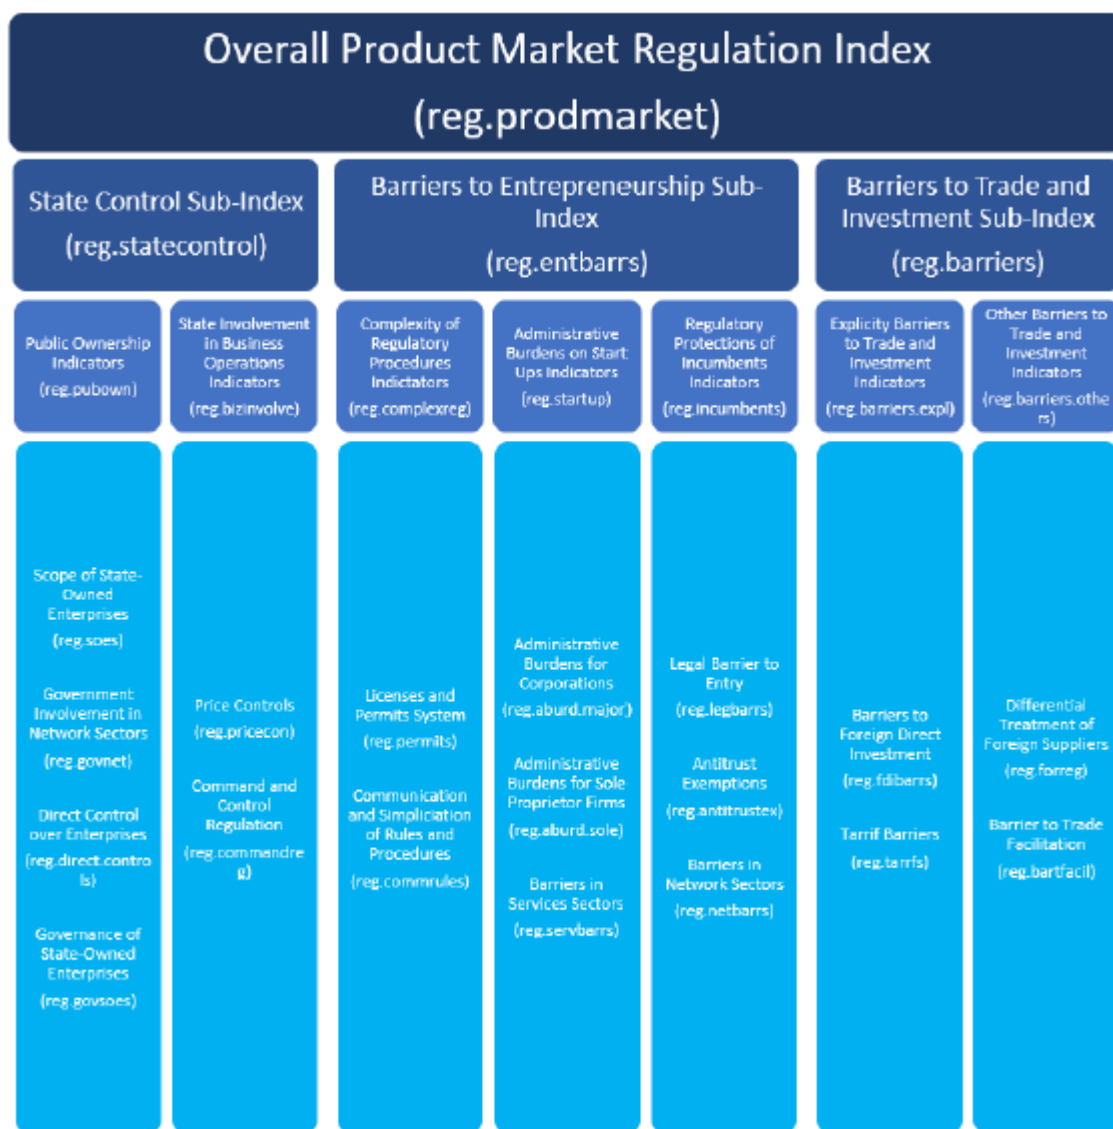 Overall Product Market Regulation Index
(reg.prodmarket)
State Control Sub-Index
(reg.statecontrol)
Barriers to Entrepreneurship Sub-
Index
(reg.entbarrs)
Barriers to Trade and
Investment Sub-Index
(reg.barriers)
Public Ownership
Indicators
(reg.pubown)
State Involvement
in Business
Operations
Indicators
(reg.bizinvolve)
Complexity of
Regulatory
Procedures
Indictators
(reg.complexreg)
Administrative
Burdens on Start
Ups Indicators
(reg.startup)
Regulatory
Protections of
Incumbents
Indicators
(reg.incumbents)
Explicity Barriers
to Trade and
Investment
Indicators
(reg.barriers.expl)
Other Barriers to
Trade and
Investment
Indicators
(reg.barriers.othe
rs)
Scope of State-
Owned
Enterprises
(reg.soes)
Government
Involvement in
Network Sectors
(reg.govnet)
Direct Control
over Enterprises
(reg.direct.contro
ls)
Governance of
State-Owned
Enterprises
(reg.govsoes)
Price Controls
(reg.pricecon)
Command and
Control
Regulation
(reg.commandre
g)
Licenses and
Permits System
(reg.permits)
Communication
and Simpliciation
of Rules and
Procedures
(reg.commrules)
Administrative
Burdens for
Corporations
(reg.aburd.major)
Administrative
Burdens for Sole
Proprietor Firms
(reg.aburd.sole)
Barriers in
Services Sectors
(reg.servbarrs)
Legal Barrier to
Entry
(reg.legbarrs)
Antitrust
Exemptions
(reg.antitrustex)
Barriers in
Network Sectors
(reg.netbarrs)
Barriers to
Foreign Direct
Investment
(reg.fdibarrs)
Tarrif Barriers
(reg.tarrfs)
Differential
Treatment of
Foreign Suppliers
(reg.forreg)
Barrier to Trade
Facilitation
(reg.bartfacil)